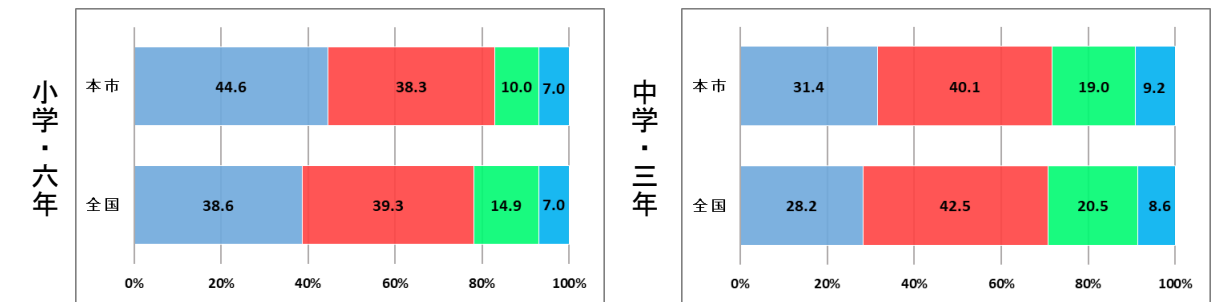 小学・六年
本市
44.6 38.3 10.0 7.0
全国
38.6 39.3 14.9 7.0
0% 20% 40% 60% 80% 100%
中学・三年
本市
31.4 40.1 19.0 9.2
全国
28.2 42.5 20.5 8.6
0% 20% 40% 60% 80% 100%